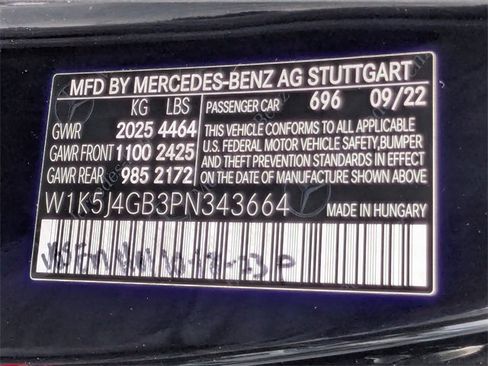 MFD BY MERCEDES-BENZ AG STUTTGART
KG LBS
GVWR 2025 4464
GAWR FRONT 1100 2425
GAWR REAR 985 2172
PASSENGER CAR 696 09/22
THIS VEHICLE CONFORMS TO ALL APPLICABLE
U.S. FEDERAL MOTOR VEHICLE SAFETY,BUMPER
AND THEFT PREVENTION STANDARDS IN EFFECT
ON THE DATE OF MANUFACTURE SHOWN ABOVE.
W1K5J4GB3PN343664 MADE IN HUNGARY